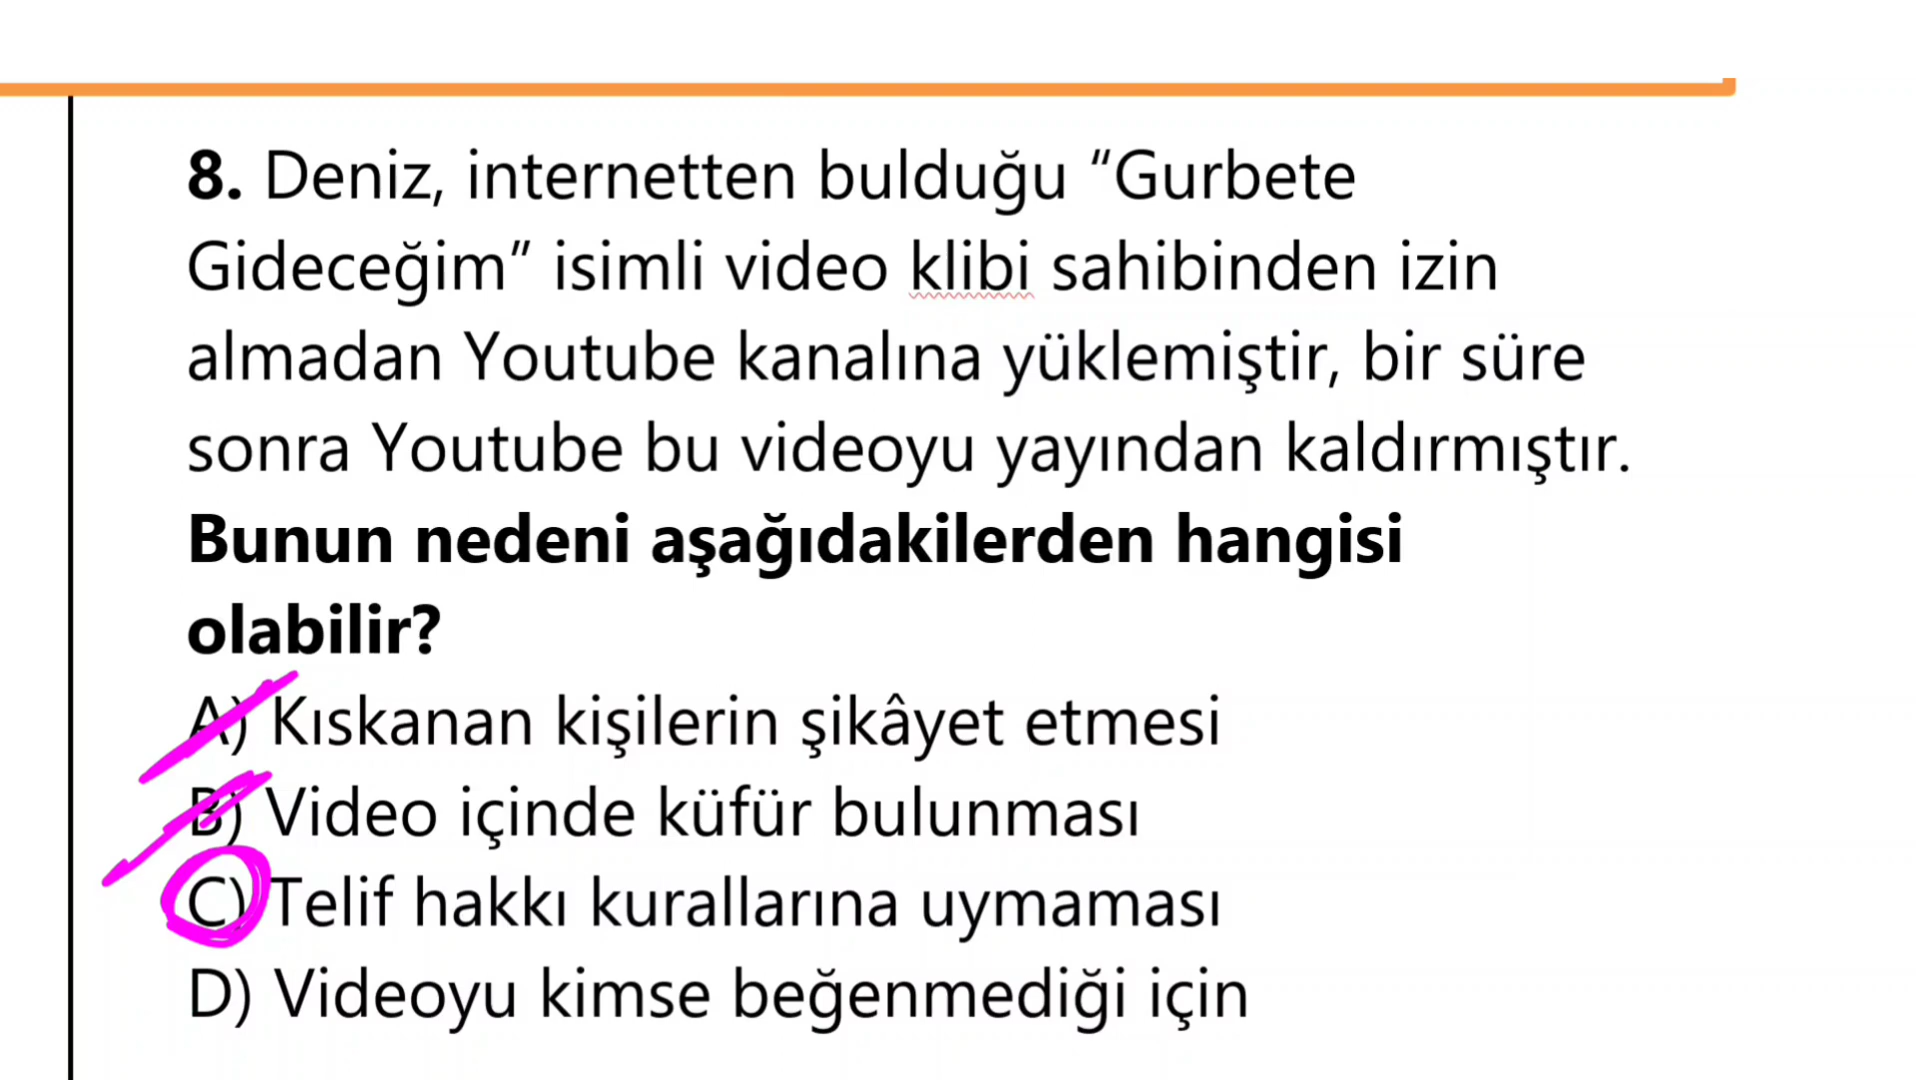 8. Deniz, internetten bulduğu “Gurbete
Gideceğim” isimli video klibi sahibinden izin
almadan Youtube kanalına yüklemiştir, bir süre
sonra Youtube bu videoyu yayından kaldırmıştır.
Bunun nedeni aşağıdakilerden hangisi
olabilir?
A) Kıskanan kişilerin şikâyet etmesi
B) Video içinde küfür bulunması
C) Telif hakkı kurallarına uymaması
D) Videoyu kimse beğenmediği için